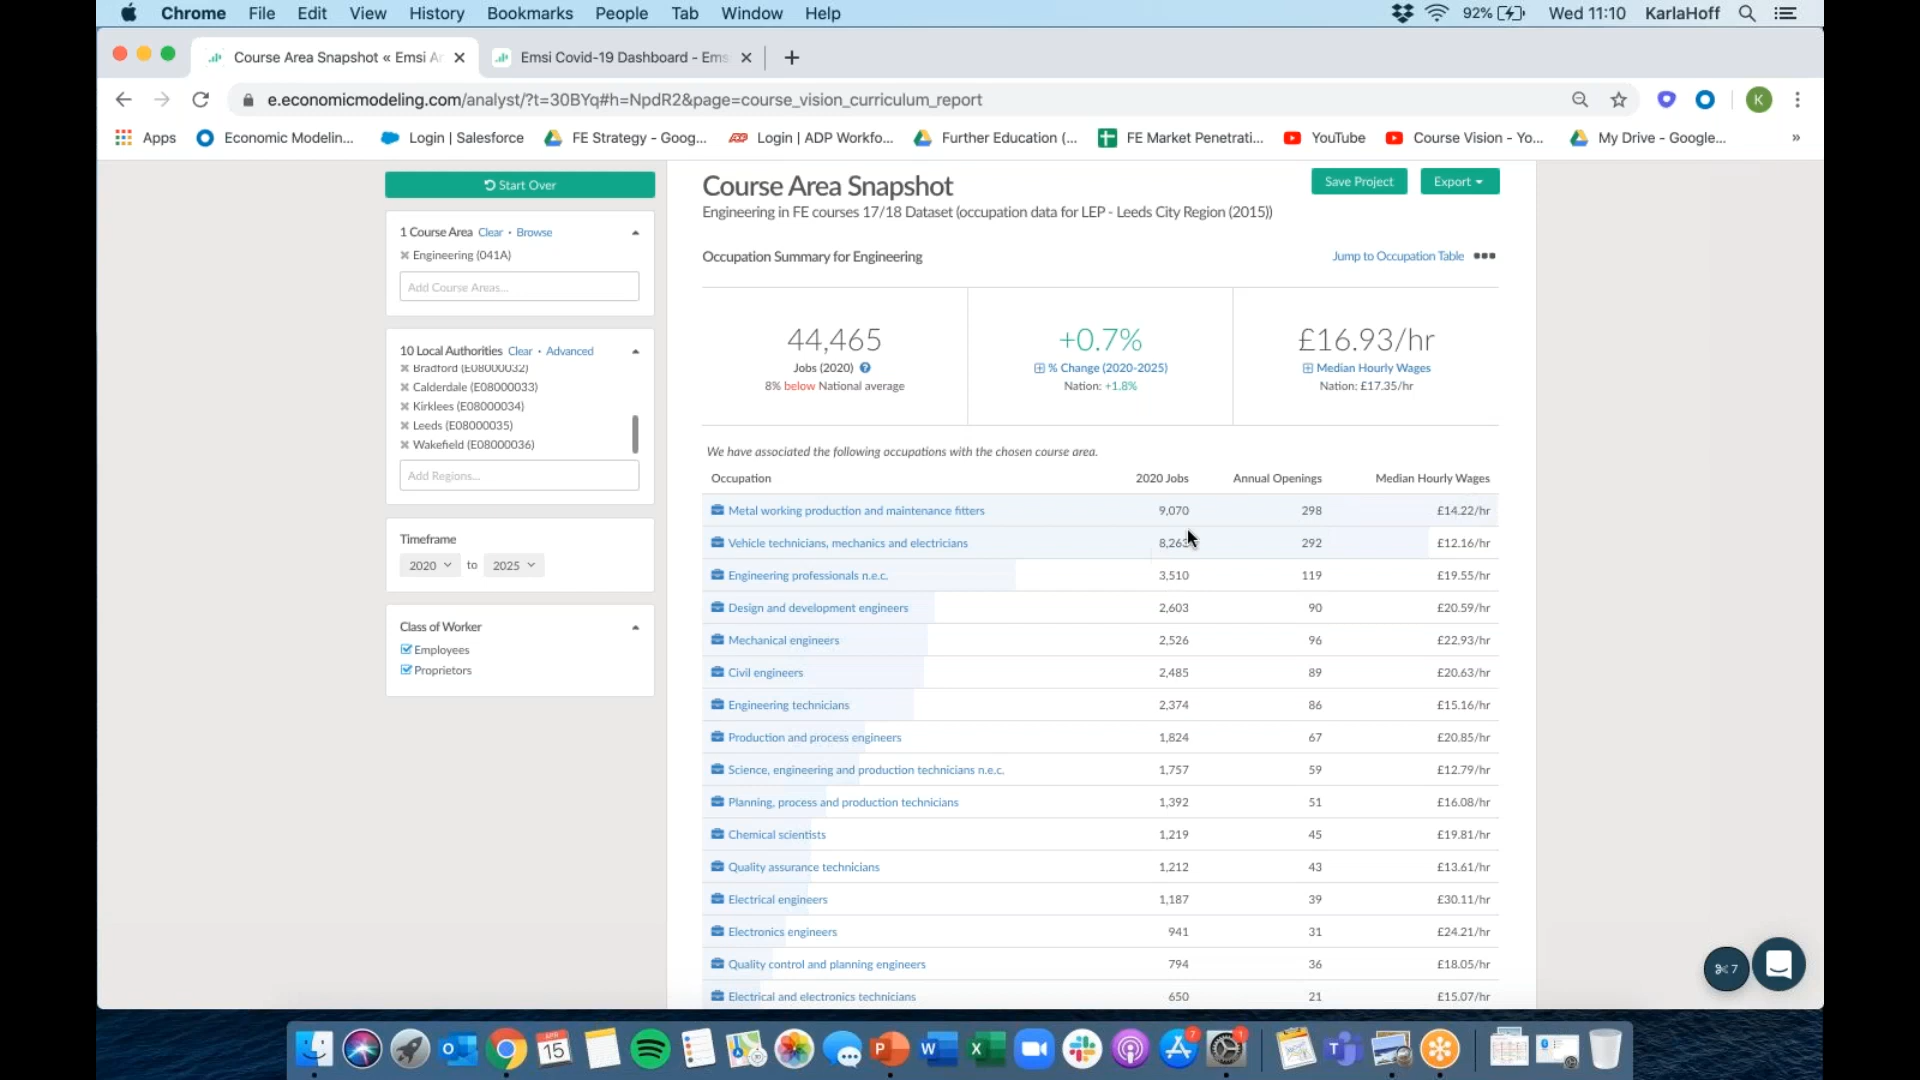 Chrome File Edit View History Bookmarks People Tab Window Help 92% Wed 11:10 KarlaHoff
Course Area Snapshot « Emsi Ar Emsi Covid-19 Dashboard - Ems
e.economicmodeling.com/analyst/?t=30BYq#h=NpdR2&page=course_vision_curriculum_report K
Apps Economic Modelin... Login | Salesforce FE Strategy - Goog... Login | ADP Workfo... Further Education (... FE Market Penetrati... YouTube Course Vision - Yo... My Drive - Google... »
Start Over
1 Course Area Clear • Browse
Engineering (041A)
Add Course Areas...
10 Local Authorities Clear • Advanced
Bradford (E08000032)
Calderdale (E08000033)
Kirklees (E08000034)
Leeds (E08000035)
Wakefield (E08000036)
Add Regions...
Timeframe
2020 to 2025
Class of Worker
Employees
Proprietors
Course Area Snapshot Save Project Export
Engineering in FE courses 17/18 Dataset (occupation data for LEP - Leeds City Region (2015))
Occupation Summary for Engineering Jump to Occupation Table
44,465 +0.7% £16.93/hr
Jobs (2020) ? % Change (2020-2025) Median Hourly Wages
8% below National average Nation: +1.8% Nation: £17.35/hr
We have associated the following occupations with the chosen course area.
Occupation 2020 Jobs Annual Openings Median Hourly Wages
Metal working production and maintenance fitters 9,070 298 £14.22/hr
Vehicle technicians, mechanics and electricians 292 £12.16/hr
Engineering professionals n.e.c. 3,510 119 £19.55/hr
Design and development engineers 2,603 90 £20.59/hr
Mechanical engineers 2,526 96 £22.93/hr
Civil engineers 2,485 89 £20.63/hr
Engineering technicians 2,374 86 £15.16/hr
Production and process engineers 1,824 67 £20.85/hr
Science, engineering and production technicians n.e.c. 1,757 59 £12.79/hr
Planning, process and production technicians 1,392 51 £16.08/hr
Chemical scientists 1,219 45 £19.81/hr
Quality assurance technicians 1,212 43 £13.61/hr
Electrical engineers 1,187 39 £30.11/hr
Electronics engineers 941 31 £24.21/hr
Quality control and planning engineers 794 36 £18.05/hr
Electrical and electronics technicians 650 21 £15.07/hr
7
APR 15 P W X 7 1 T